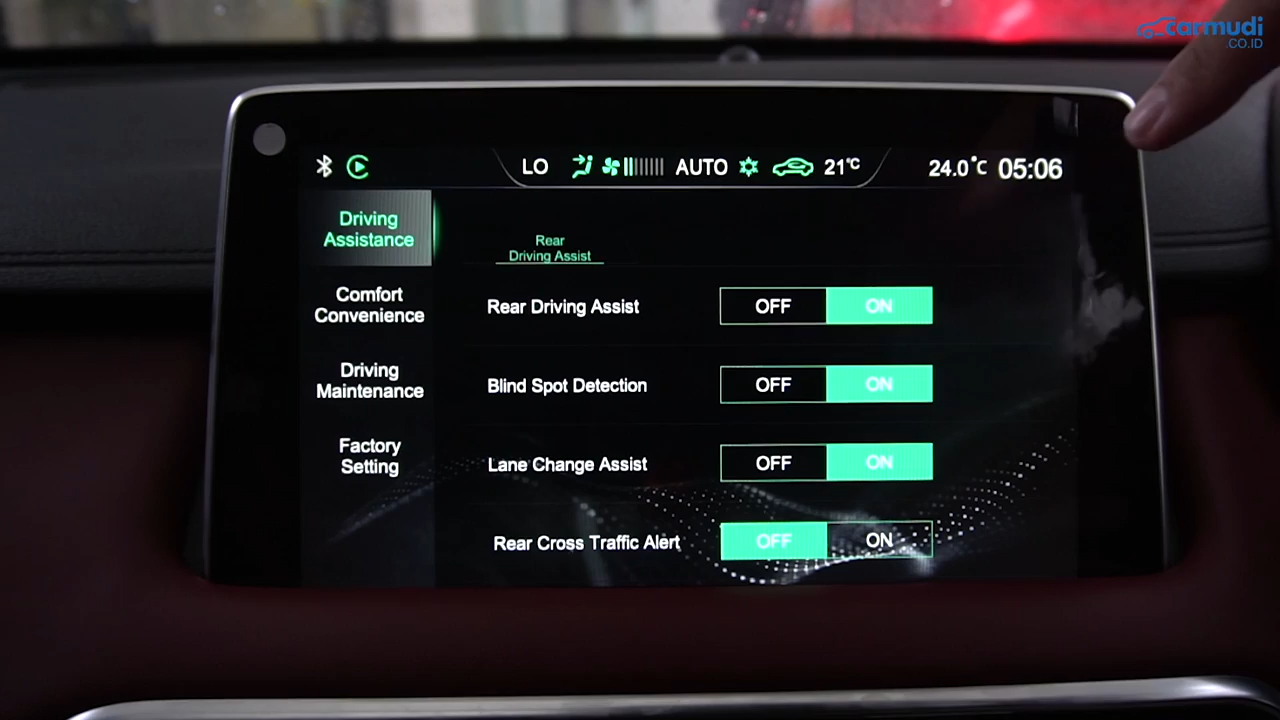 carmudi
.CO.ID
LO AUTO 21°C 24.0°C 05:06
Driving
Assistance
Rear
Driving Assist
Rear Driving Assist OFF ON
Comfort
Convenience
Blind Spot Detection OFF ON
Driving
Maintenance
Lane Change Assist OFF ON
Factory
Setting
Rear Cross Traffic Alert OFF ON